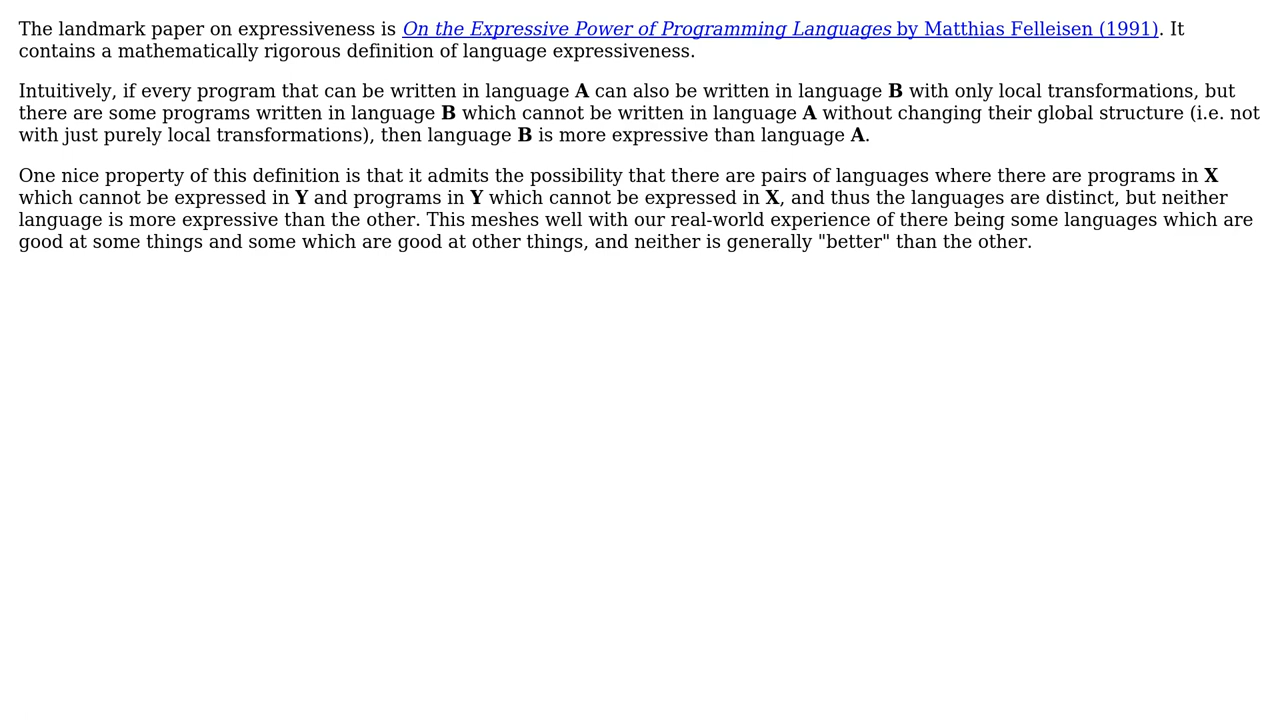 The landmark paper on expressiveness is On the Expressive Power of Programming Languages by Matthias Felleisen (1991). It
contains a mathematically rigorous definition of language expressiveness.
Intuitively, if every program that can be written in language A can also be written in language B with only local transformations, but
there are some programs written in language B which cannot be written in language A without changing their global structure (i.e. not
with just purely local transformations), then language B is more expressive than language A.
One nice property of this definition is that it admits the possibility that there are pairs of languages where there are programs in X
which cannot be expressed in Y and programs in Y which cannot be expressed in X, and thus the languages are distinct, but neither
language is more expressive than the other. This meshes well with our real-world experience of there being some languages which are
good at some things and some which are good at other things, and neither is generally "better" than the other.